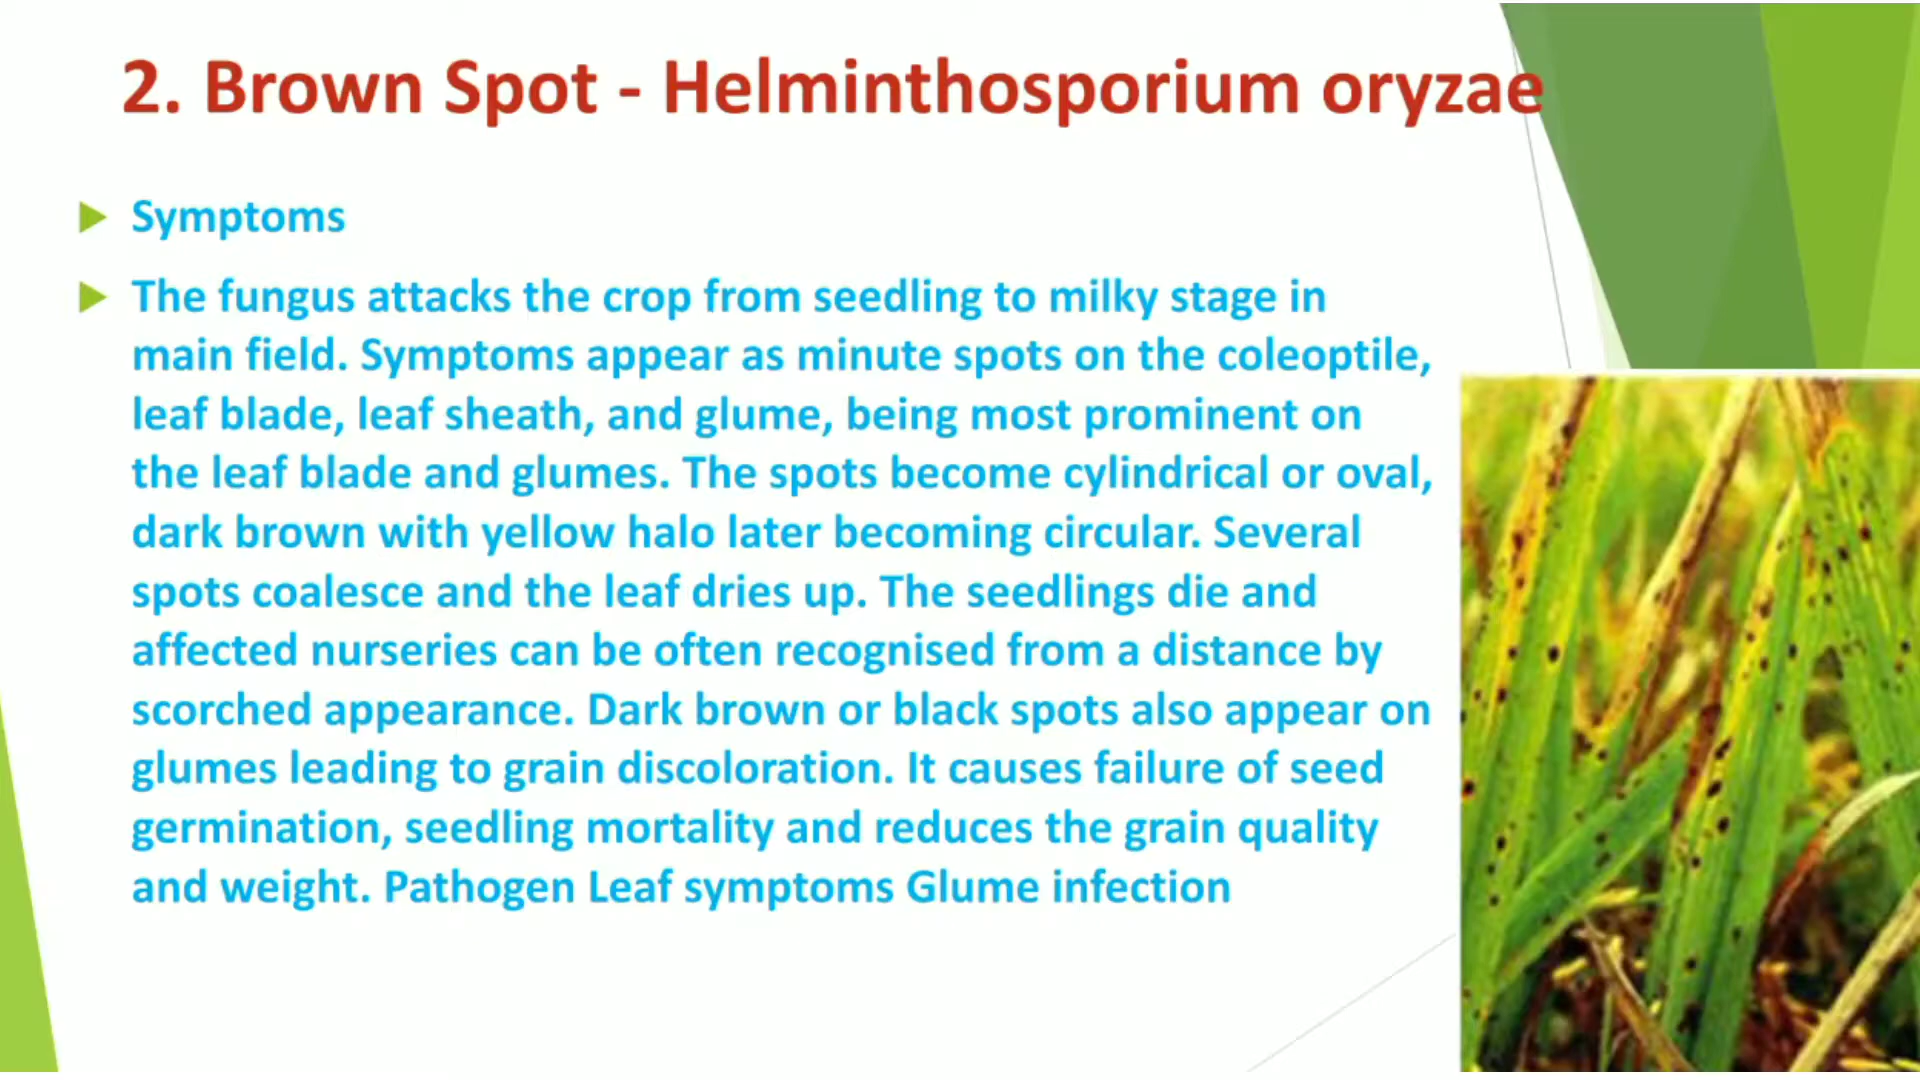 2. Brown Spot - Helminthosporium oryzae
Symptoms
The fungus attacks the crop from seedling to milky stage in
main field. Symptoms appear as minute spots on the coleoptile,
leaf blade, leaf sheath, and glume, being most prominent on
the leaf blade and glumes. The spots become cylindrical or oval,
dark brown with yellow halo later becoming circular. Several
spots coalesce and the leaf dries up. The seedlings die and
affected nurseries can be often recognised from a distance by
scorched appearance. Dark brown or black spots also appear on
glumes leading to grain discoloration. It causes failure of seed
germination, seedling mortality and reduces the grain quality
and weight. Pathogen Leaf symptoms Glume infection